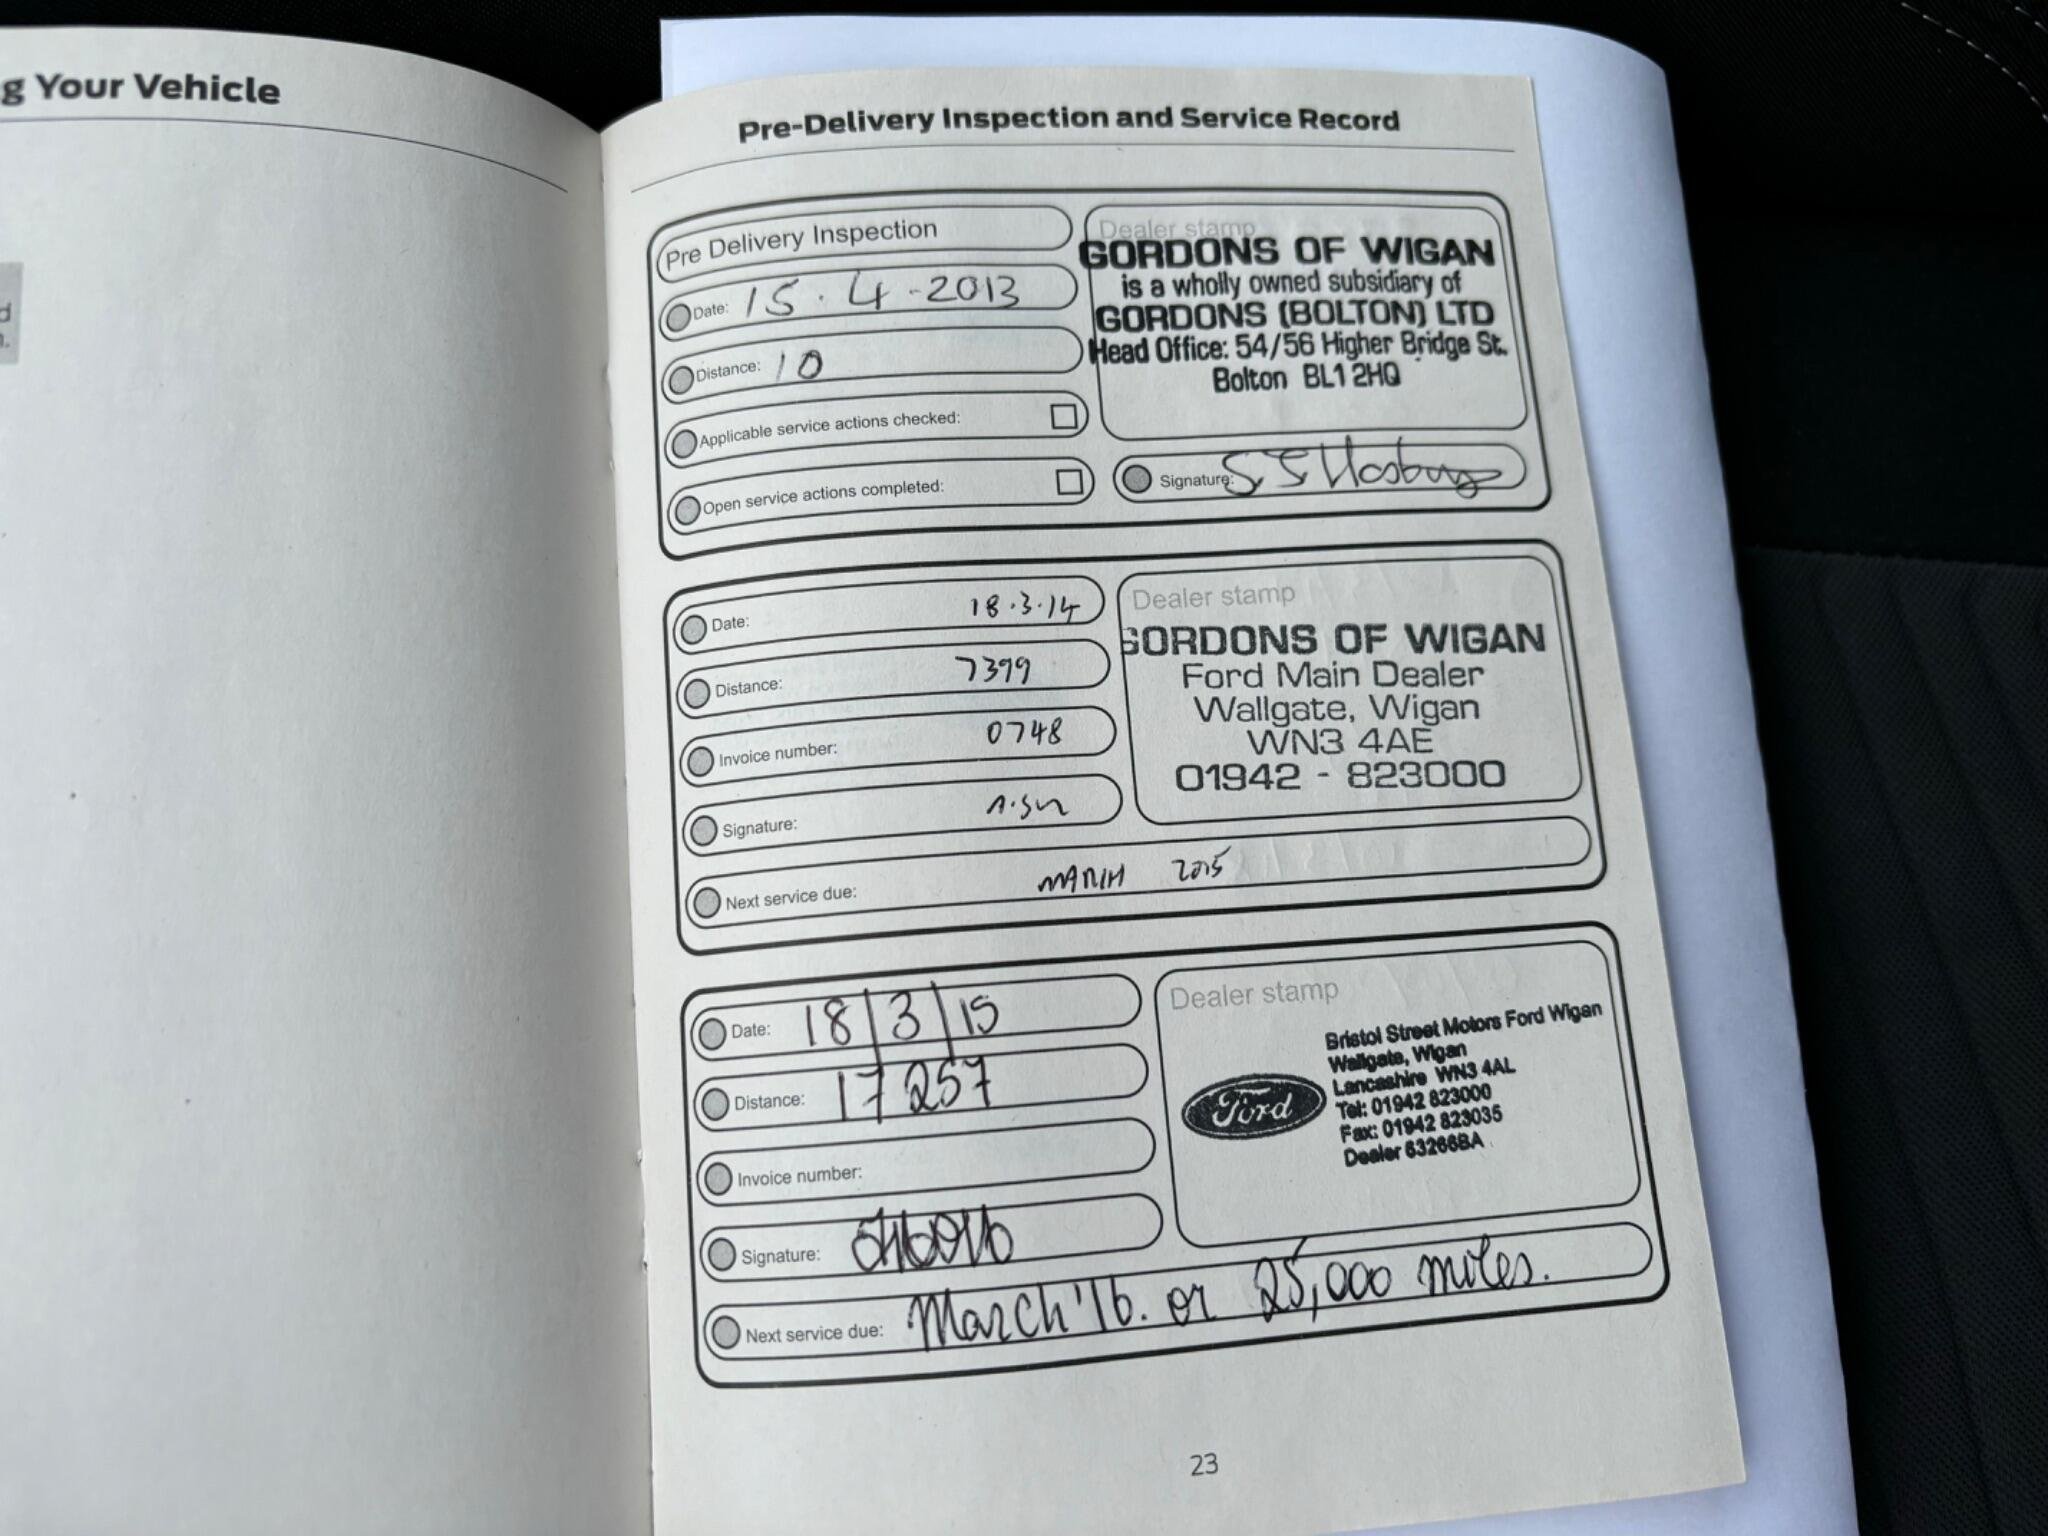 g Your Vehicle
d
n.
Pre-Delivery Inspection and Service Record
Pre Delivery Inspection
Date: 15.4-2013
Distance: 10
Applicable service actions checked:
Open service actions completed:
Dealer stamp
GORDONS OF WIGAN
is a wholly owned subsidiary of
GORDONS (BOLTON) LTD
Head Office: 54/56 Higher Bridge St.
Bolton BL1 2HQ
Signature:
Date: 18.3.14
Distance: 7399
Invoice number: 0748
Signature:
Next service due: MARCH 2015
Dealer stamp
GORDONS OF WIGAN
Ford Main Dealer
Wallgate, Wigan
WN3 4AE
01942 - 823000
Date: 18/3/15
Distance: 17257
Invoice number:
Signature:
Next service due: March '16. or 25,000 miles.
Dealer stamp
Ford
Bristol Street Motors Ford Wigan
Wallgate, Wigan
Lancashire WN3 4AL
Tel: 01942 823000
Fax: 01942 823035
Dealer 63266BA
23